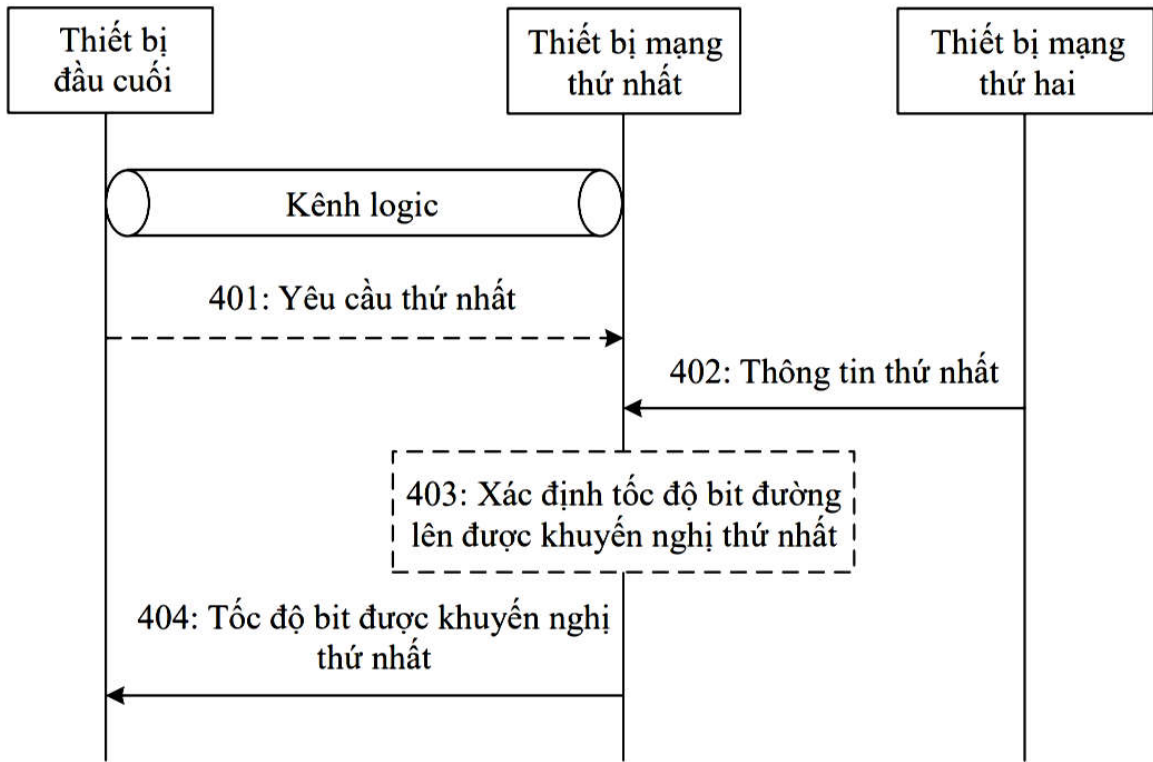 Thiết bị
đầu cuối
Thiết bị mạng
thứ nhất
Thiết bị mạng
thứ hai
Kênh logic
401: Yêu cầu thứ nhất
402: Thông tin thứ nhất
403: Xác định tốc độ bit đường
lên được khuyến nghị thứ nhất
404: Tốc độ bit được khuyến nghị
thứ nhất